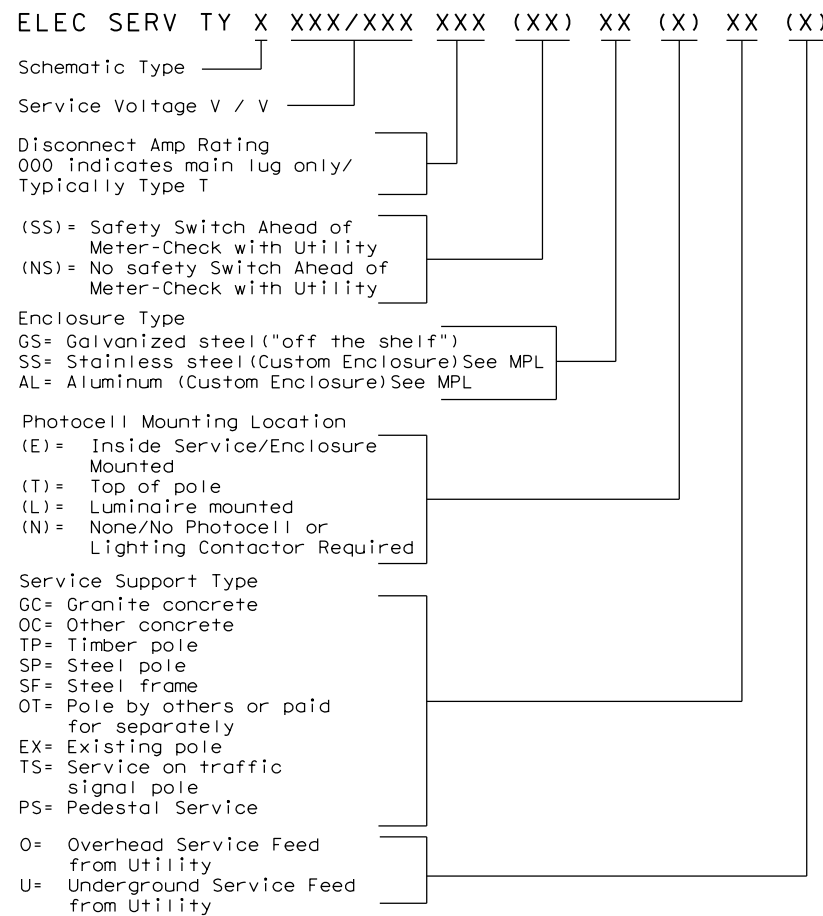 ELEC SERV TY X XXX/XXX XXX (XX) XX (X) XX (X)
Schematic Type
Service Voltage V / V
Disconnect Amp Rating
000 indicates main lug only/
Typically Type T
(SS)= Safety Switch Ahead of
Meter-Check with Utility
(NS)= No safety Switch Ahead of
Meter-Check with Utility
Enclosure Type
GS= Galvanized steel("off the shelf")
SS= Stainless steel(Custom Enclosure)See MPL
AL= Aluminum (Custom Enclosure)See MPL
Photocell Mounting Location
(E)= Inside Service/Enclosure
Mounted
(T)= Top of pole
(L)= Luminaire mounted
(N)= None/No Photocell or
Lighting Contactor Required
Service Support Type
GC= Granite concrete
OC= Other concrete
TP= Timber pole
SP= Steel pole
SF= Steel frame
OT= Pole by others or paid
for separately
EX= Existing pole
TS= Service on traffic
signal pole
PS= Pedestal Service
O= Overhead Service Feed
from Utility
U= Underground Service Feed
from Utility